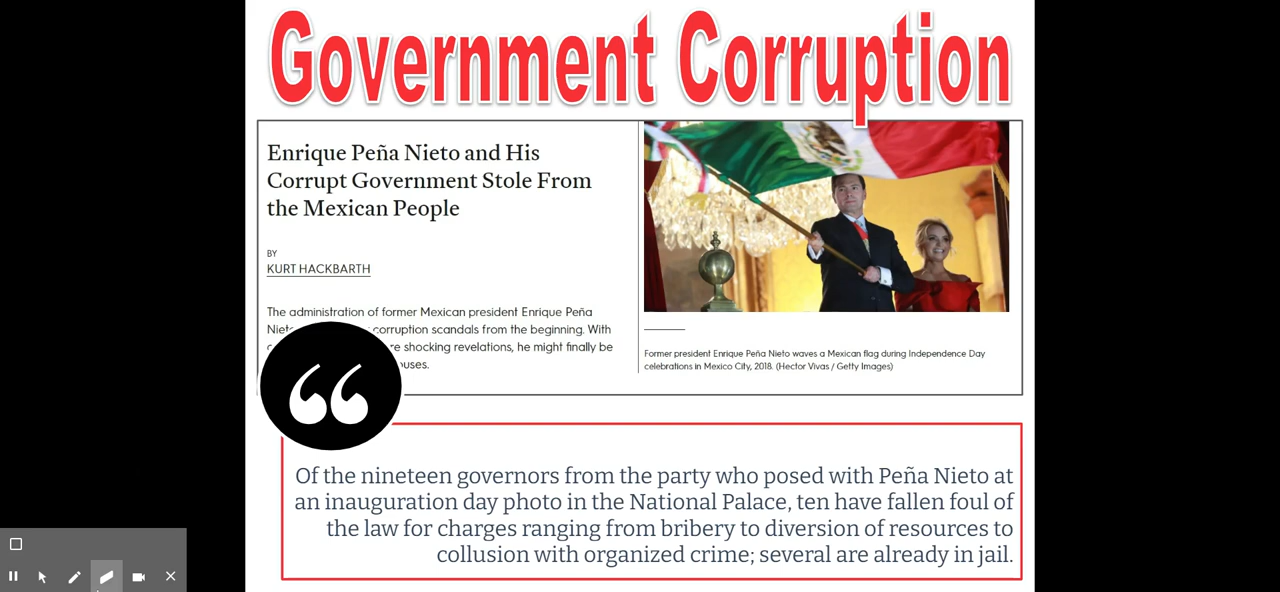 Government Corruption
Enrique Peña Nieto and His
Corrupt Government Stole From
the Mexican People
BY
KURT HACKBARTH
The administration of former Mexican president Enrique Peña
corruption scandals from the beginning. With
shocking revelations, he might finally be
Former president Enrique Peña Nieto waves a Mexican flag during Independence Day
celebrations in Mexico City, 2018. (Hector Vivas / Getty Images)
“
Of the nineteen governors from the party who posed with Peña Nieto at
an inauguration day photo in the National Palace, ten have fallen foul of
the law for charges ranging from bribery to diversion of resources to
collusion with organized crime; several are already in jail.